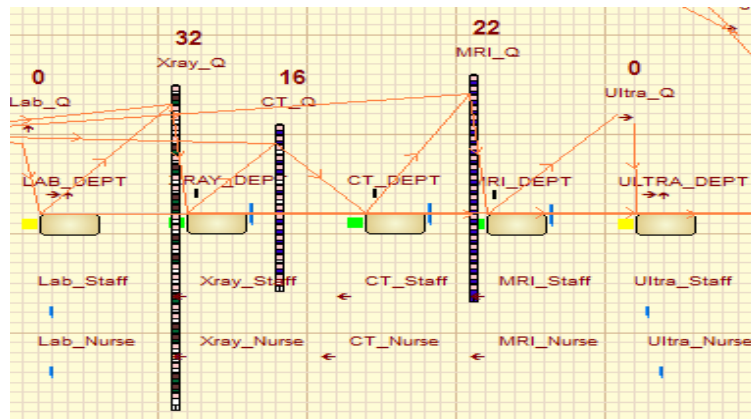 32
22
0
Xray_Q
16
MRI_Q
0
Lab_Q
CT_Q
Ultra_Q
LAB_DEPT
RAY_DEPT
CT_DEPT
MRI_DEPT
ULTRA_DEPT
Lab_Staff
Xray_Staff
CT_Staff
MRI_Staff
Ultra_Staff
Lab_Nurse
Xray_Nurse
CT_Nurse
MRI_Nurse
Ultra_Nurse